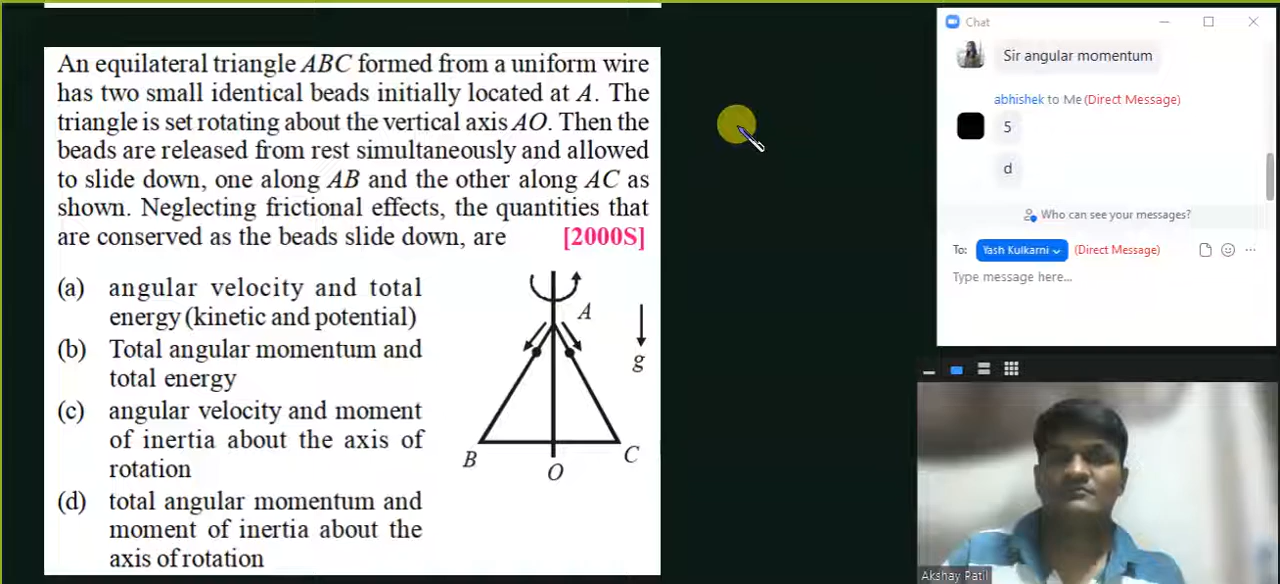 An equilateral triangle ABC formed from a uniform wire
has two small identical beads initially located at A. The
triangle is set rotating about the vertical axis AO. Then the
beads are released from rest simultaneously and allowed
to slide down, one along AB and the other along AC as
shown. Neglecting frictional effects, the quantities that
are conserved as the beads slide down, are [2000S]
(a) angular velocity and total
energy (kinetic and potential)
(b) Total angular momentum and
total energy
(c) angular velocity and moment
of inertia about the axis of
rotation
(d) total angular momentum and
moment of inertia about the
axis of rotation
A
g
B
O
C
Chat
Sir angular momentum
abhishek to Me (Direct Message)
5
d
Who can see your messages?
To: Yash Kulkarni (Direct Message)
Type message here...
Akshay Patil